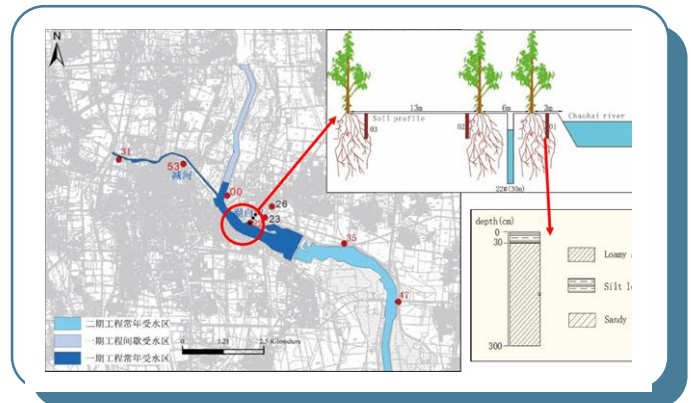 N
31
53
减河
00
26
23
35
47
二期工程常年受水区
一期工程间歇受水区
一期工程常年受水区
0 1.25 2.5 Kilometers
13m
6m
3m
Soil profile
Chaobai river
03
02
01
22#(30m)
depth(cm)
0
30
300
Loamy
Silt
Sandy